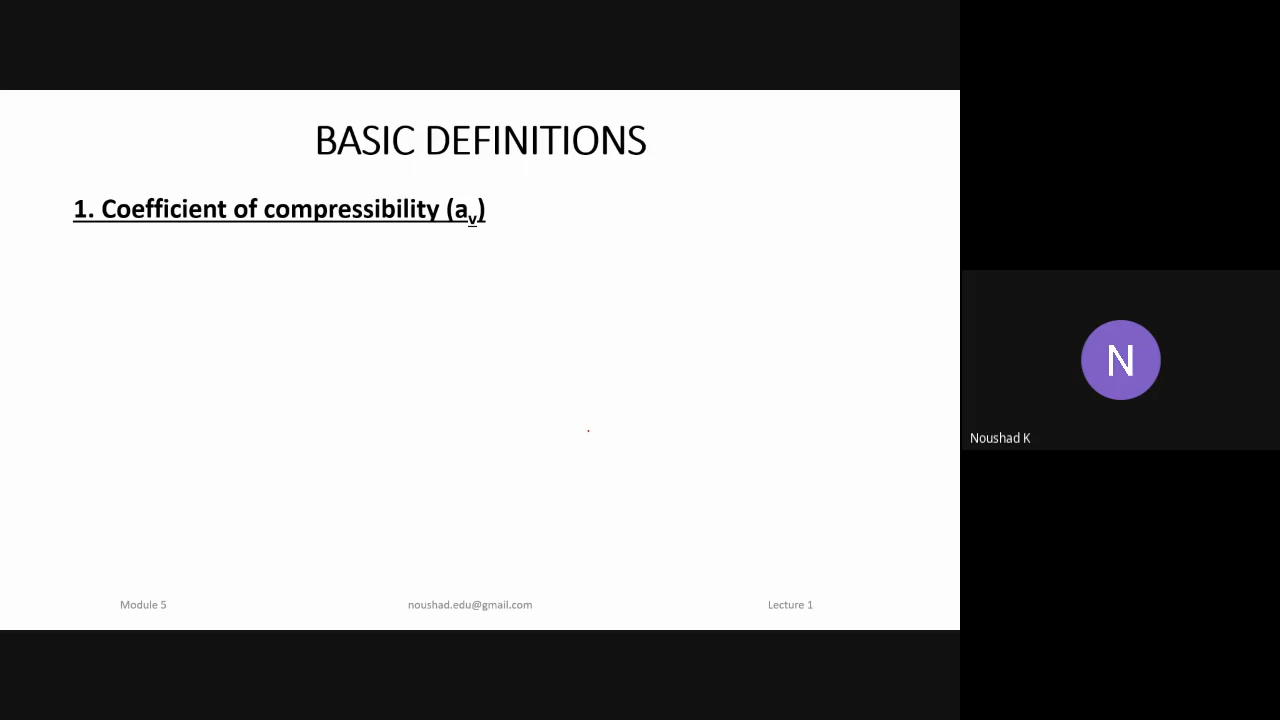 BASIC DEFINITIONS
1. Coefficient of compressibility (av)
N
Noushad K
Module 5 noushad.edu@gmail.com Lecture 1